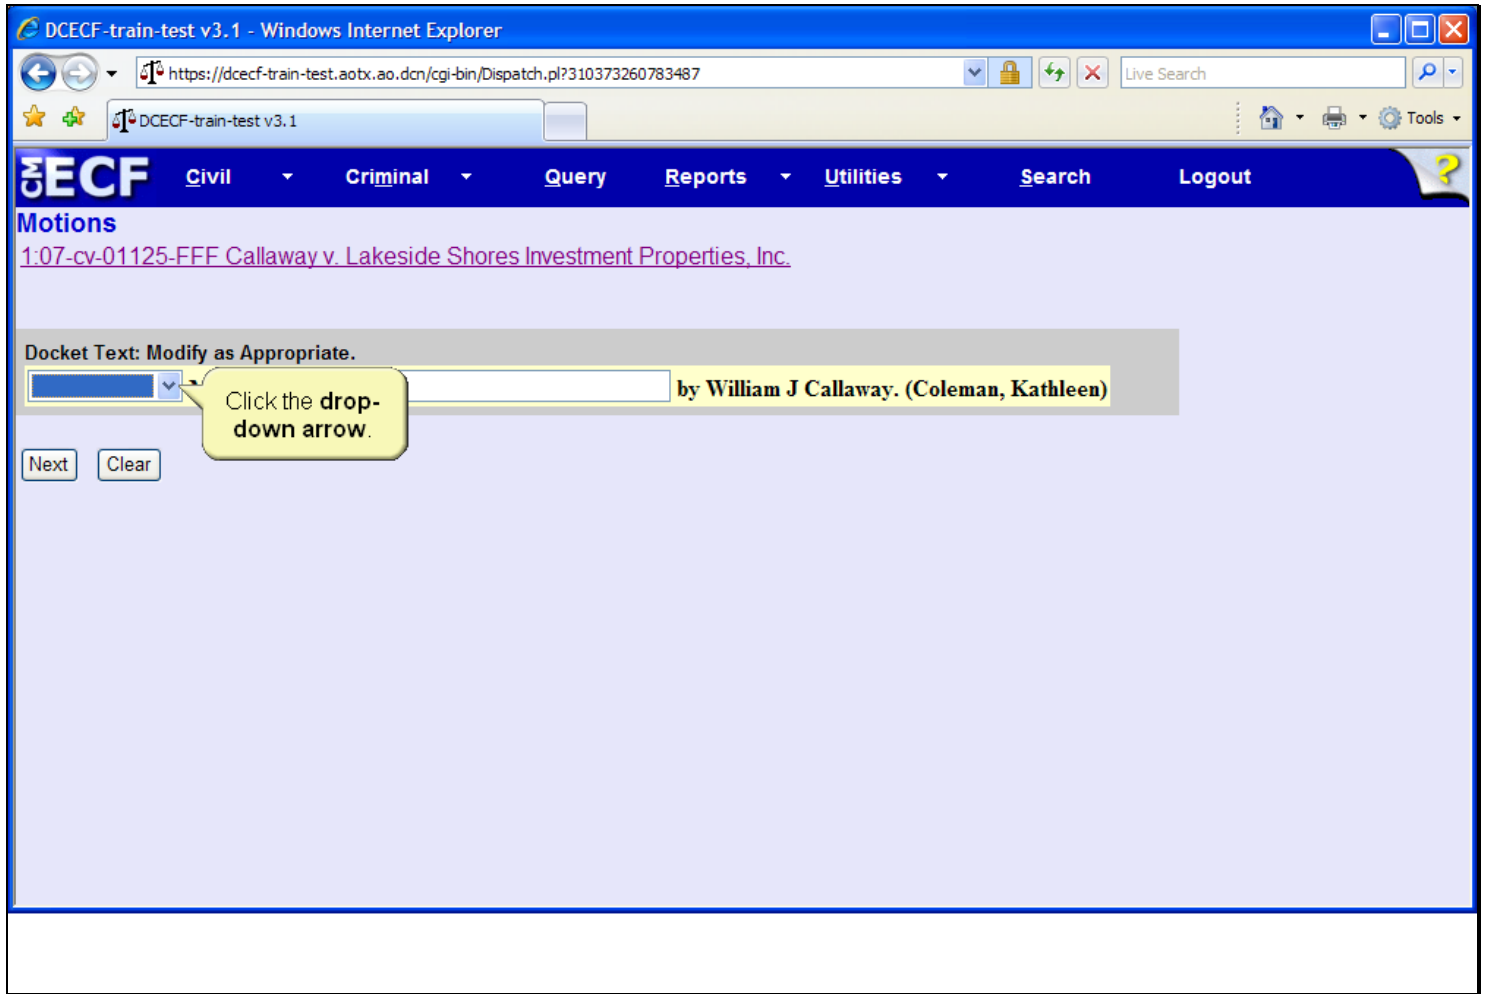 DCECF-train-test v3.1 - Windows Internet Explorer
https://dcecf-train-test.aotx.ao.dcn/cgi-bin/Dispatch.pl?310373260783487
Live Search
DCECF-train-test v3.1
Tools
CM ECF Civil Criminal Query Reports Utilities Search Logout ?
Motions
1:07-cv-01125-FFF Callaway v. Lakeside Shores Investment Properties, Inc.
Docket Text: Modify as Appropriate.
by William J Callaway. (Coleman, Kathleen)
Click the drop-
down arrow.
Next Clear